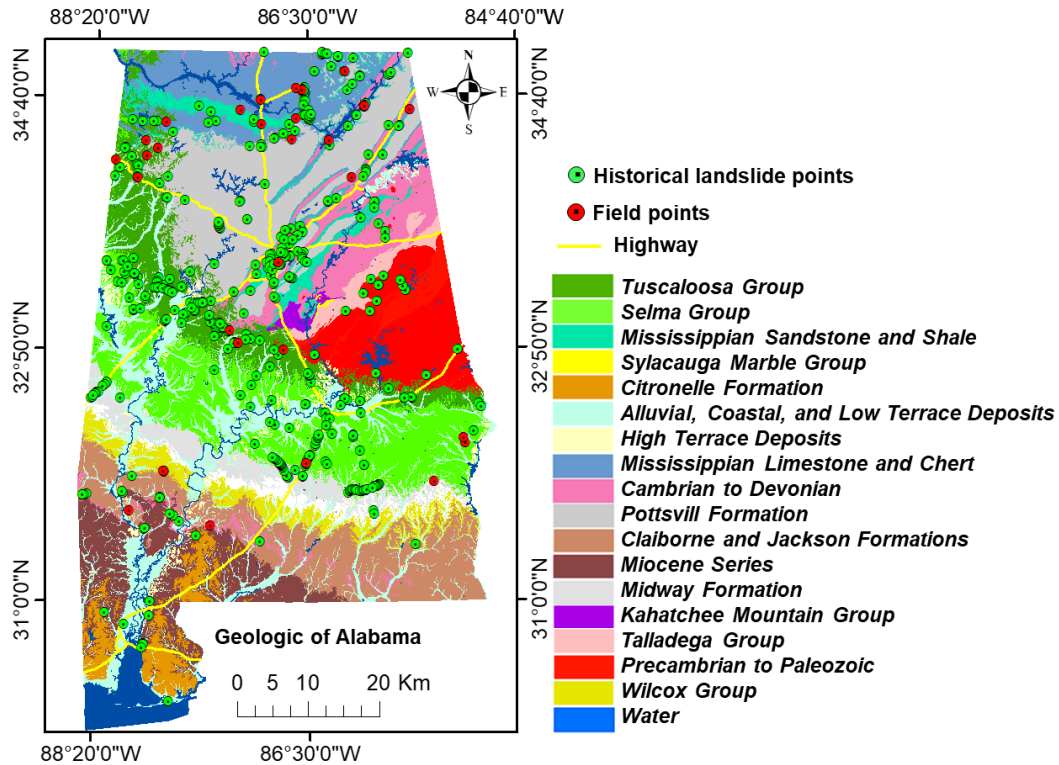 88°20'0"W 86°30'0"W 84°40'0"W
34°40'0"N
34°40'0"N
N
W E
S
Historical landslide points
Field points
Highway
32°50'0"N
32°50'0"N
Tuscaloosa Group
Selma Group
Mississippian Sandstone and Shale
Sylacauga Marble Group
Citronelle Formation
Alluvial, Coastal, and Low Terrace Deposits
High Terrace Deposits
Mississippian Limestone and Chert
Cambrian to Devonian
Pottsvill Formation
Claiborne and Jackson Formations
Miocene Series
Midway Formation
Kahatchee Mountain Group
Talladega Group
Precambrian to Paleozoic
Wilcox Group
Water
31°0'0"N
31°0'0"N
Geologic of Alabama
0 5 10 20 Km
88°20'0"W 86°30'0"W